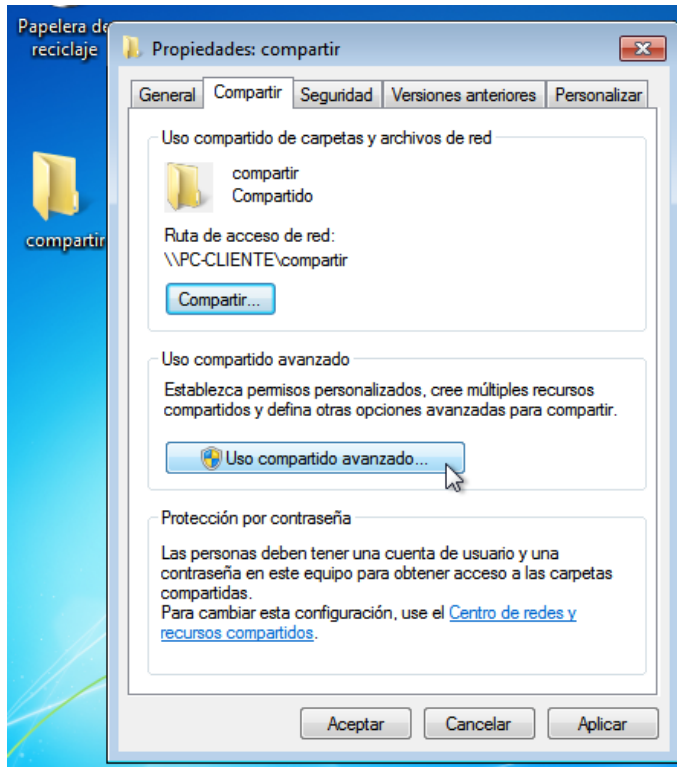 Papelera de
reciclaje
Propiedades: compartir
General Compartir Seguridad Versiones anteriores Personalizar
Uso compartido de carpetas y archivos de red
compartir
Compartido
Ruta de acceso de red:
\\PC-CLIENTE\compartir
Compartir...
Uso compartido avanzado
Establezca permisos personalizados, cree múltiples recursos
compartidos y defina otras opciones avanzadas para compartir.
Uso compartido avanzado...
Protección por contraseña
Las personas deben tener una cuenta de usuario y una
contraseña en este equipo para obtener acceso a las carpetas
compartidas.
Para cambiar esta configuración, use el Centro de redes y
recursos compartidos.
Aceptar Cancelar Aplicar
compartir